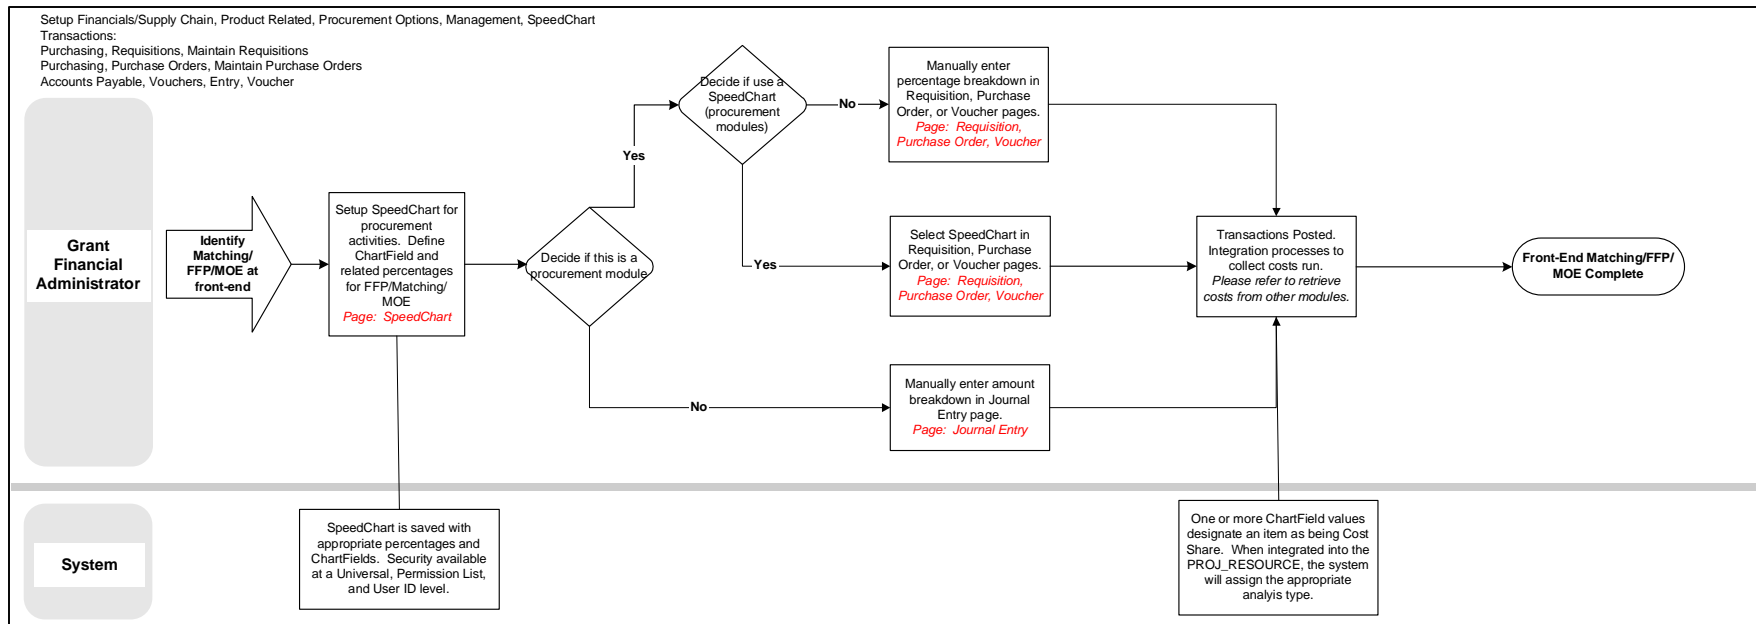 Setup Financials/Supply Chain, Product Related, Procurement Options, Management, SpeedChart
Transactions:
Purchasing, Requisitions, Maintain Requisitions
Purchasing, Purchase Orders, Maintain Purchase Orders
Accounts Payable, Vouchers, Entry, Voucher
Grant
Financial
Administrator
Identify
Matching/
FFP/MOE at
front-end
Setup SpeedChart for
procurement
activities.  Define
ChartField and
related percentages
for FFP/Matching/
MOE
Page:  SpeedChart
Decide if this is a
procurement module
Yes
No
Decide if use a
SpeedChart
(procurement
modules)
No
Yes
Manually enter
percentage breakdown in
Requisition, Purchase
Order, or Voucher pages.
Page:  Requisition,
Purchase Order, Voucher
Select SpeedChart in
Requisition, Purchase
Order, or Voucher pages.
Page:  Requisition,
Purchase Order, Voucher
Manually enter amount
breakdown in Journal
Entry page.
Page:  Journal Entry
Transactions Posted.
Integration processes to
collect costs run.
Please refer to retrieve
costs from other modules.
Front-End Matching/FFP/
MOE Complete
System
SpeedChart is saved with
appropriate percentages and
ChartFields.  Security available
at a Universal, Permission List,
and User ID level.
One or more ChartField values
designate an item as being Cost
Share.  When integrated into the
PROJ_RESOURCE, the system
will assign the appropriate
analyis type.